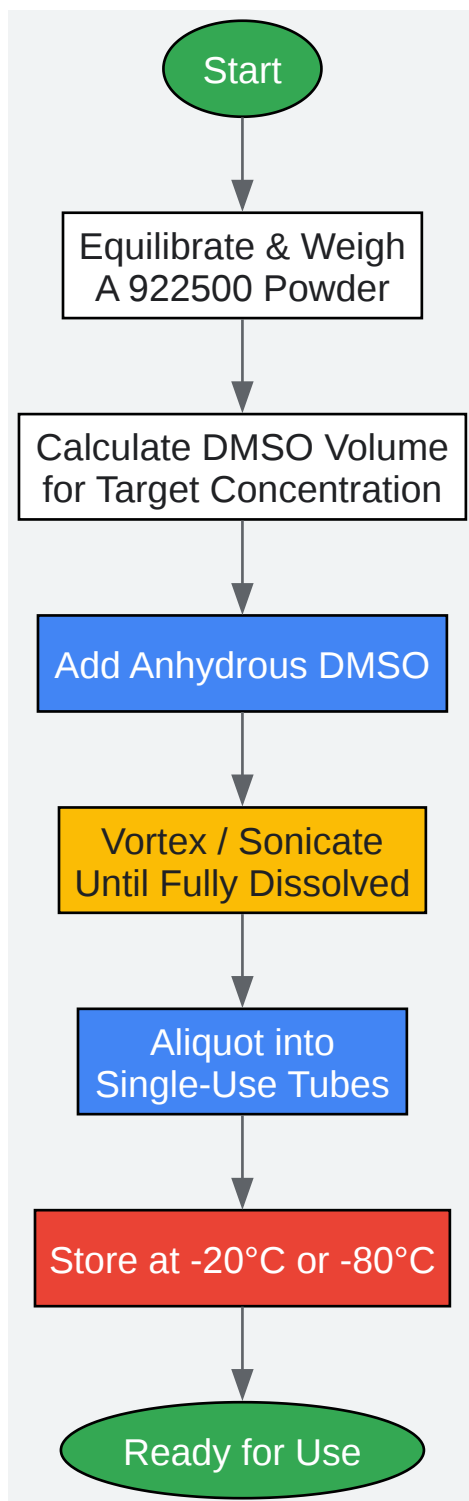 Start
Equilibrate & Weigh
A 922500 Powder
Calculate DMSO Volume
for Target Concentration
Add Anhydrous DMSO
Vortex / Sonicate
Until Fully Dissolved
Aliquot into
Single-Use Tubes
Store at -20°C or -80°C
Ready for Use